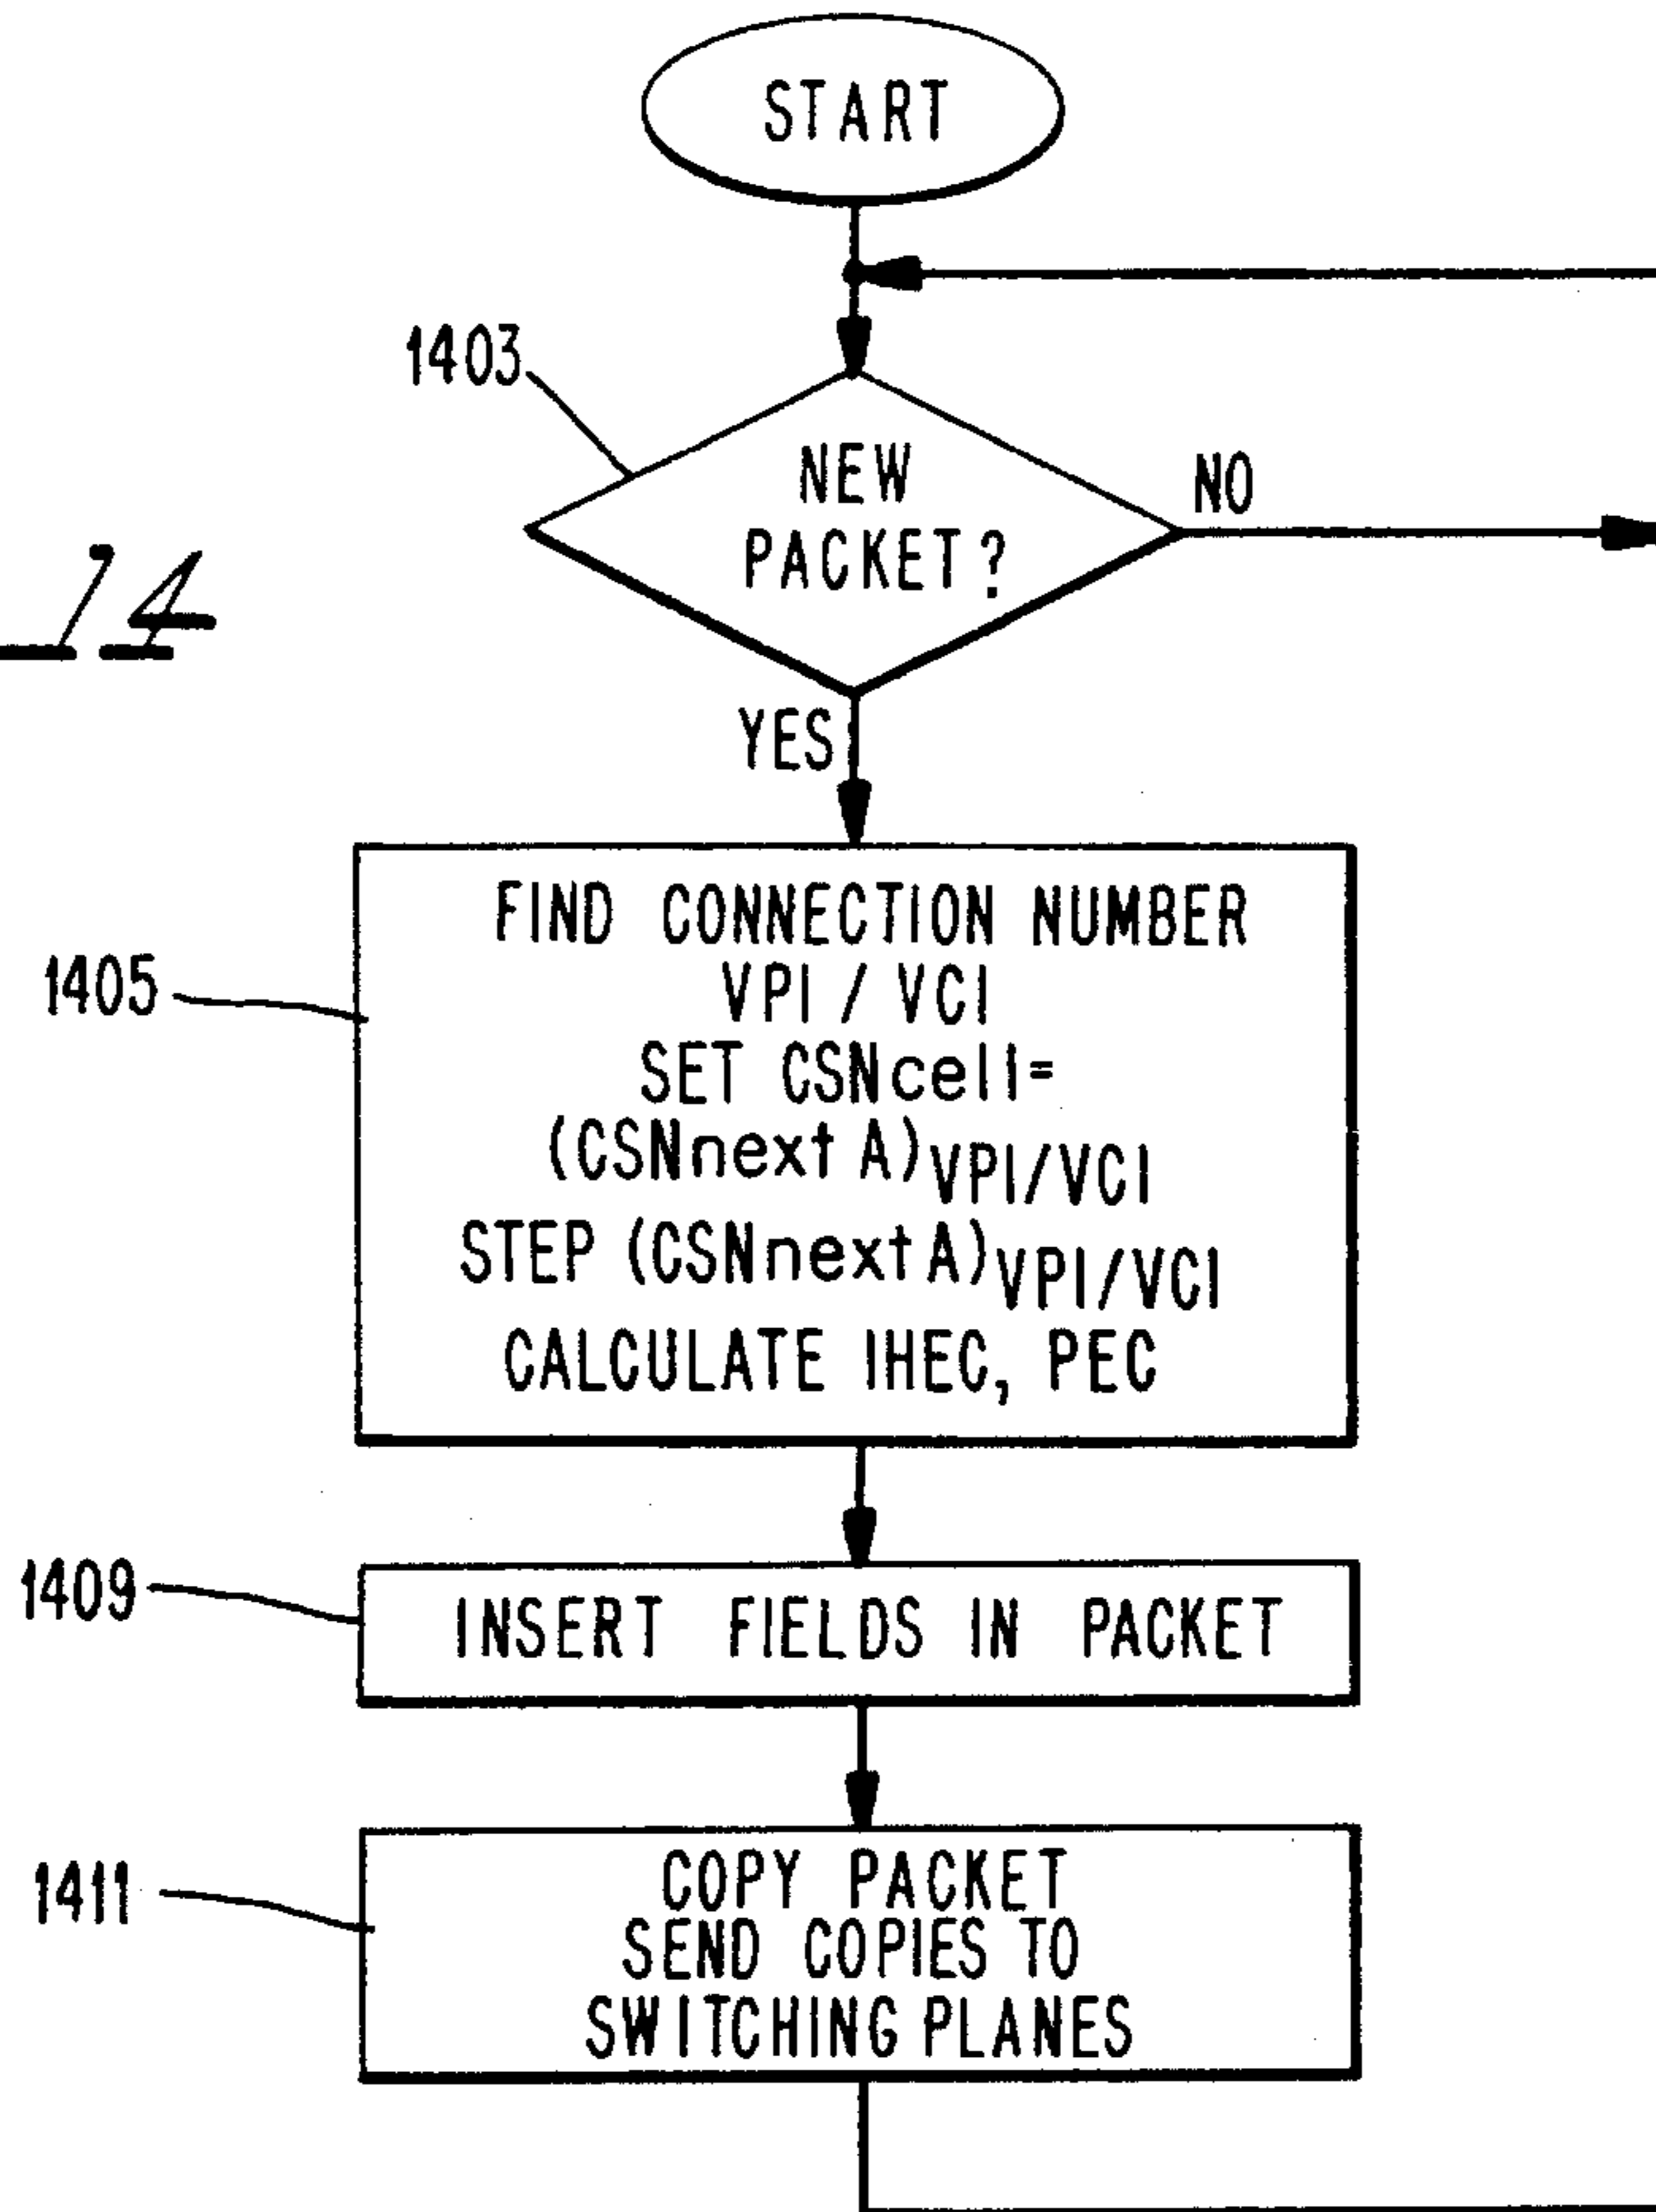 START
1403
NEW
PACKET?
NO
14
YES
FIND CONNECTION NUMBER
VPI / VCI
1405
SET CSNcell=
(CSNnext A)VPI/VCI
STEP (CSNnext A)VPI/VCI
CALCULATE IHEC, PEC
1409
INSERT FIELDS IN PACKET
1411
COPY PACKET
SEND COPIES TO
SWITCHING PLANES